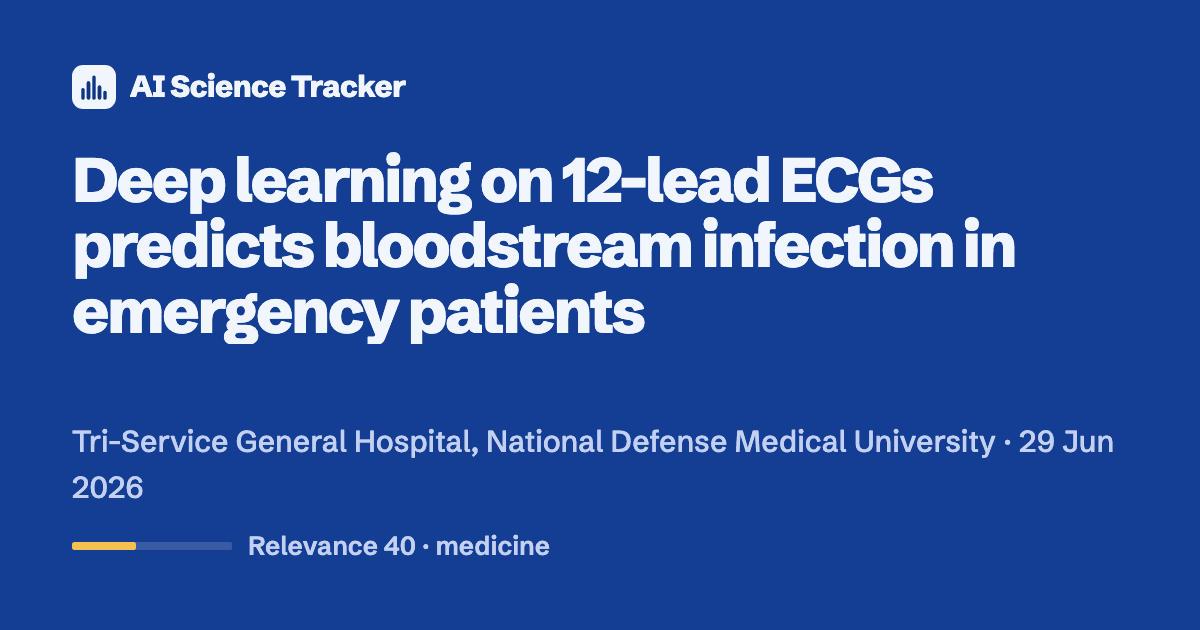 AI Science Tracker
Deep learning on 12-lead ECGs
predicts bloodstream infection in
emergency patients
Tri-Service General Hospital, National Defense Medical University · 29 Jun
2026
Relevance 40 · medicine